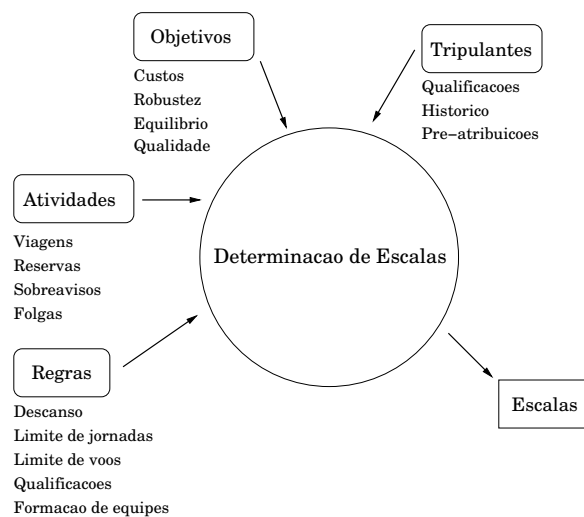 Objetivos
Custos
Robustez
Equilibrio
Qualidade
Tripulantes
Qualificacoes
Historico
Pre−atribuicoes
Atividades
Viagens
Reservas
Sobreavisos
Folgas
Determinacao de Escalas
Regras
Descanso
Limite de jornadas
Limite de voos
Qualificacoes
Formacao de equipes
Escalas